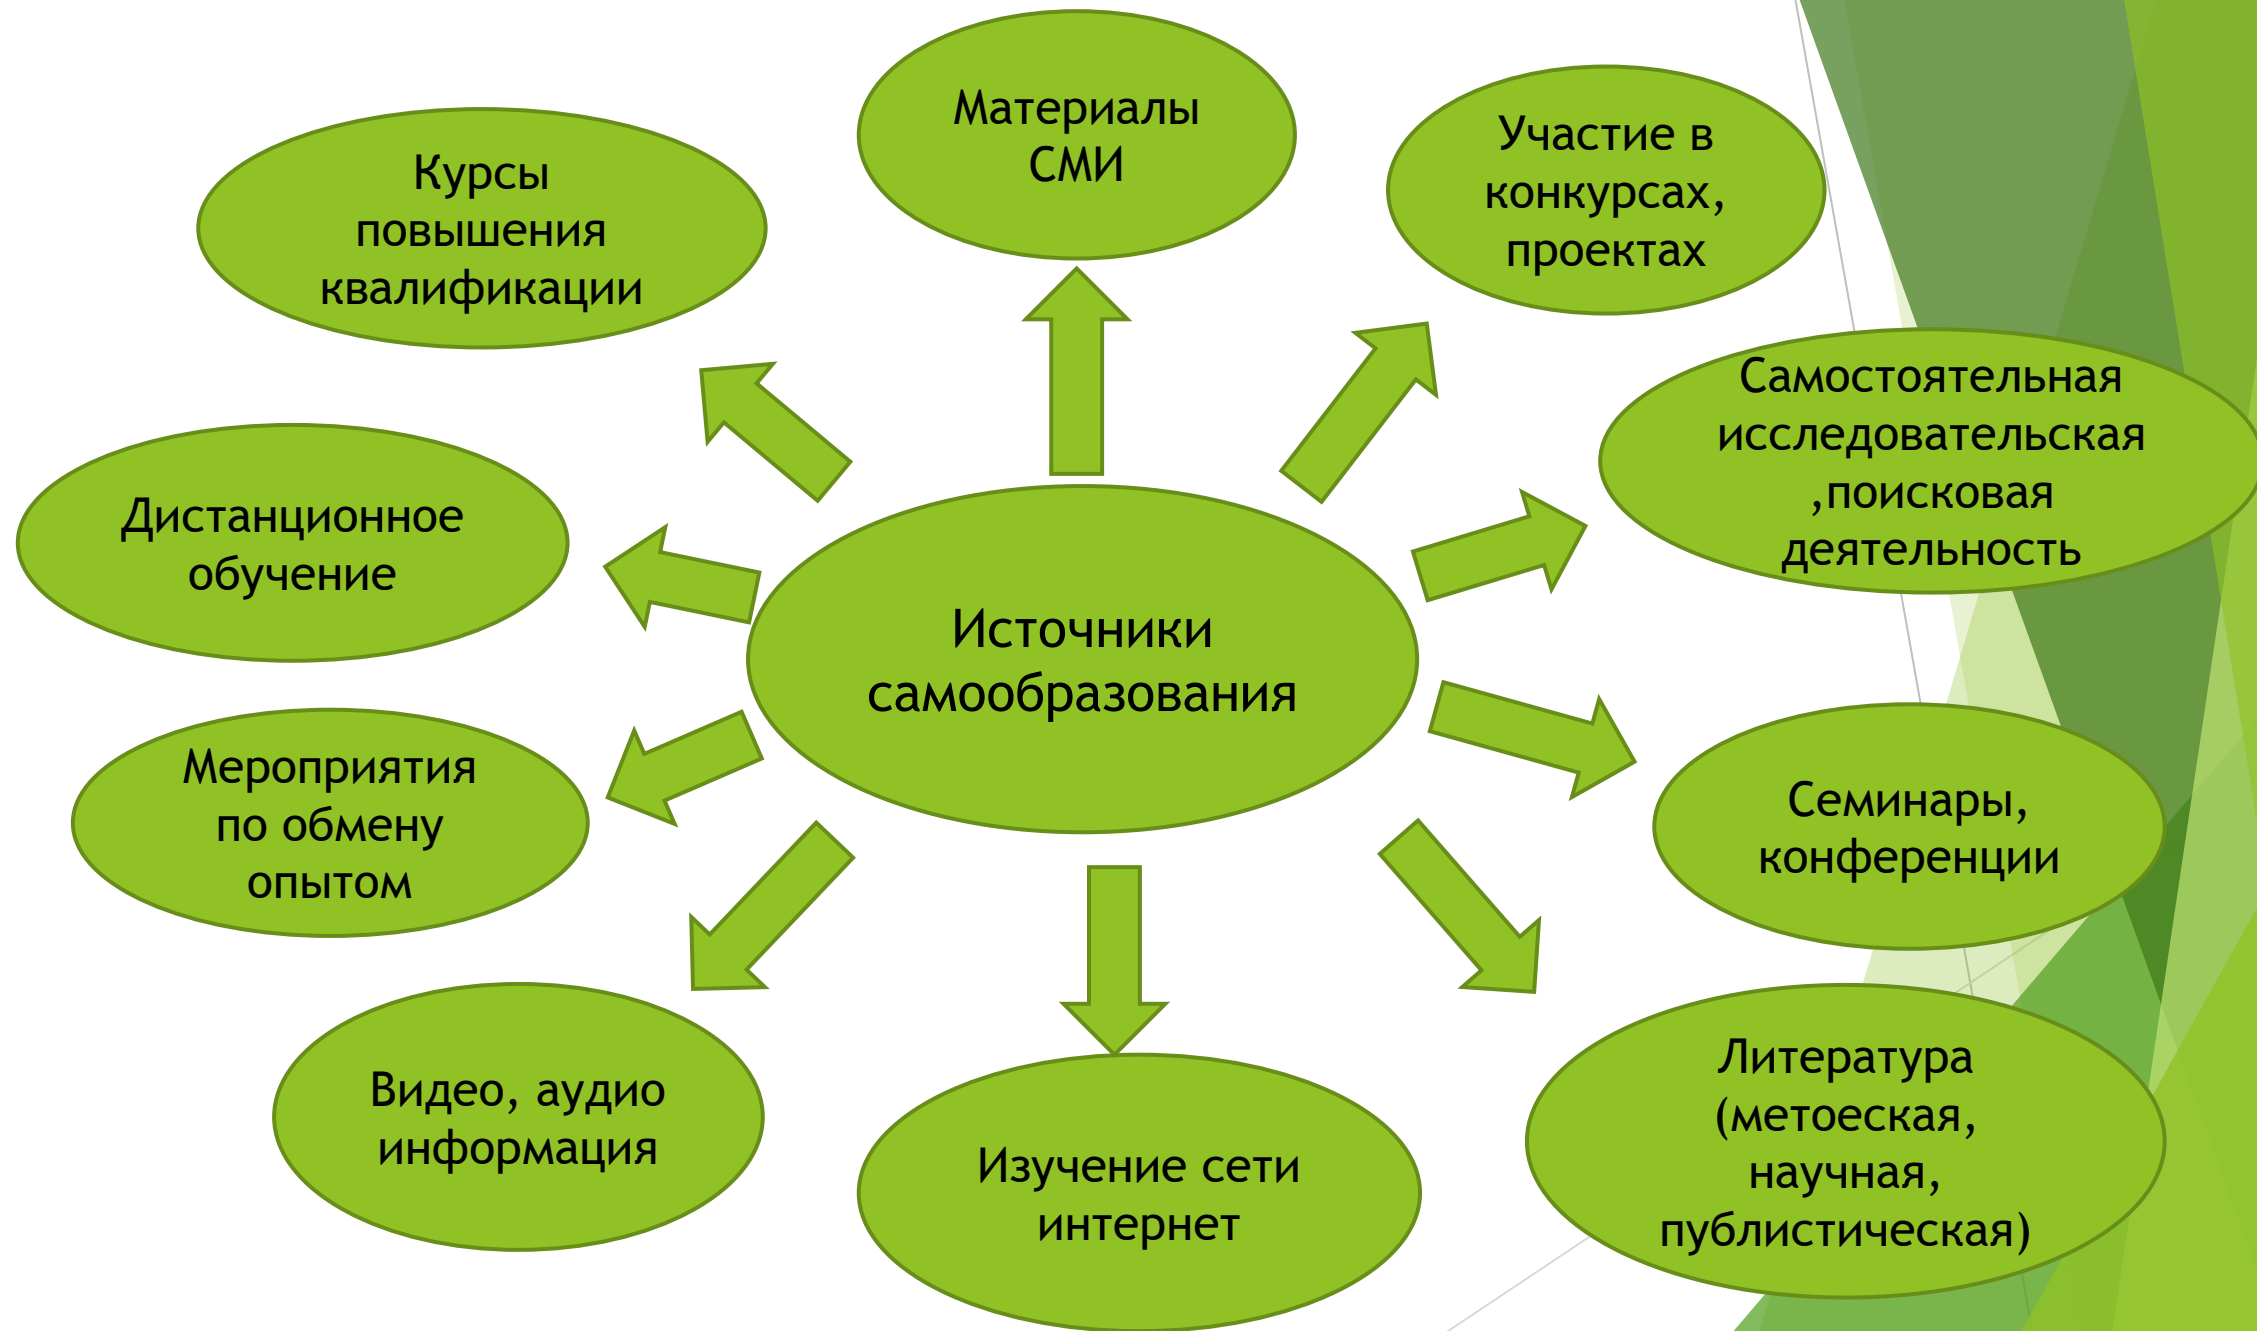 Материалы
СМИ
Участие в
конкурсах,
проектах
Курсы
повышения
квалификации
Самостоятельная
исследовательская
,поисковая
деятельность
Дистанционное
обучение
Источники
самообразования
Мероприятия
по обмену
опытом
Семинары,
конференции
Видео, аудио
информация
Изучение сети
интернет
Литература
(метоеская,
научная,
публистическая)